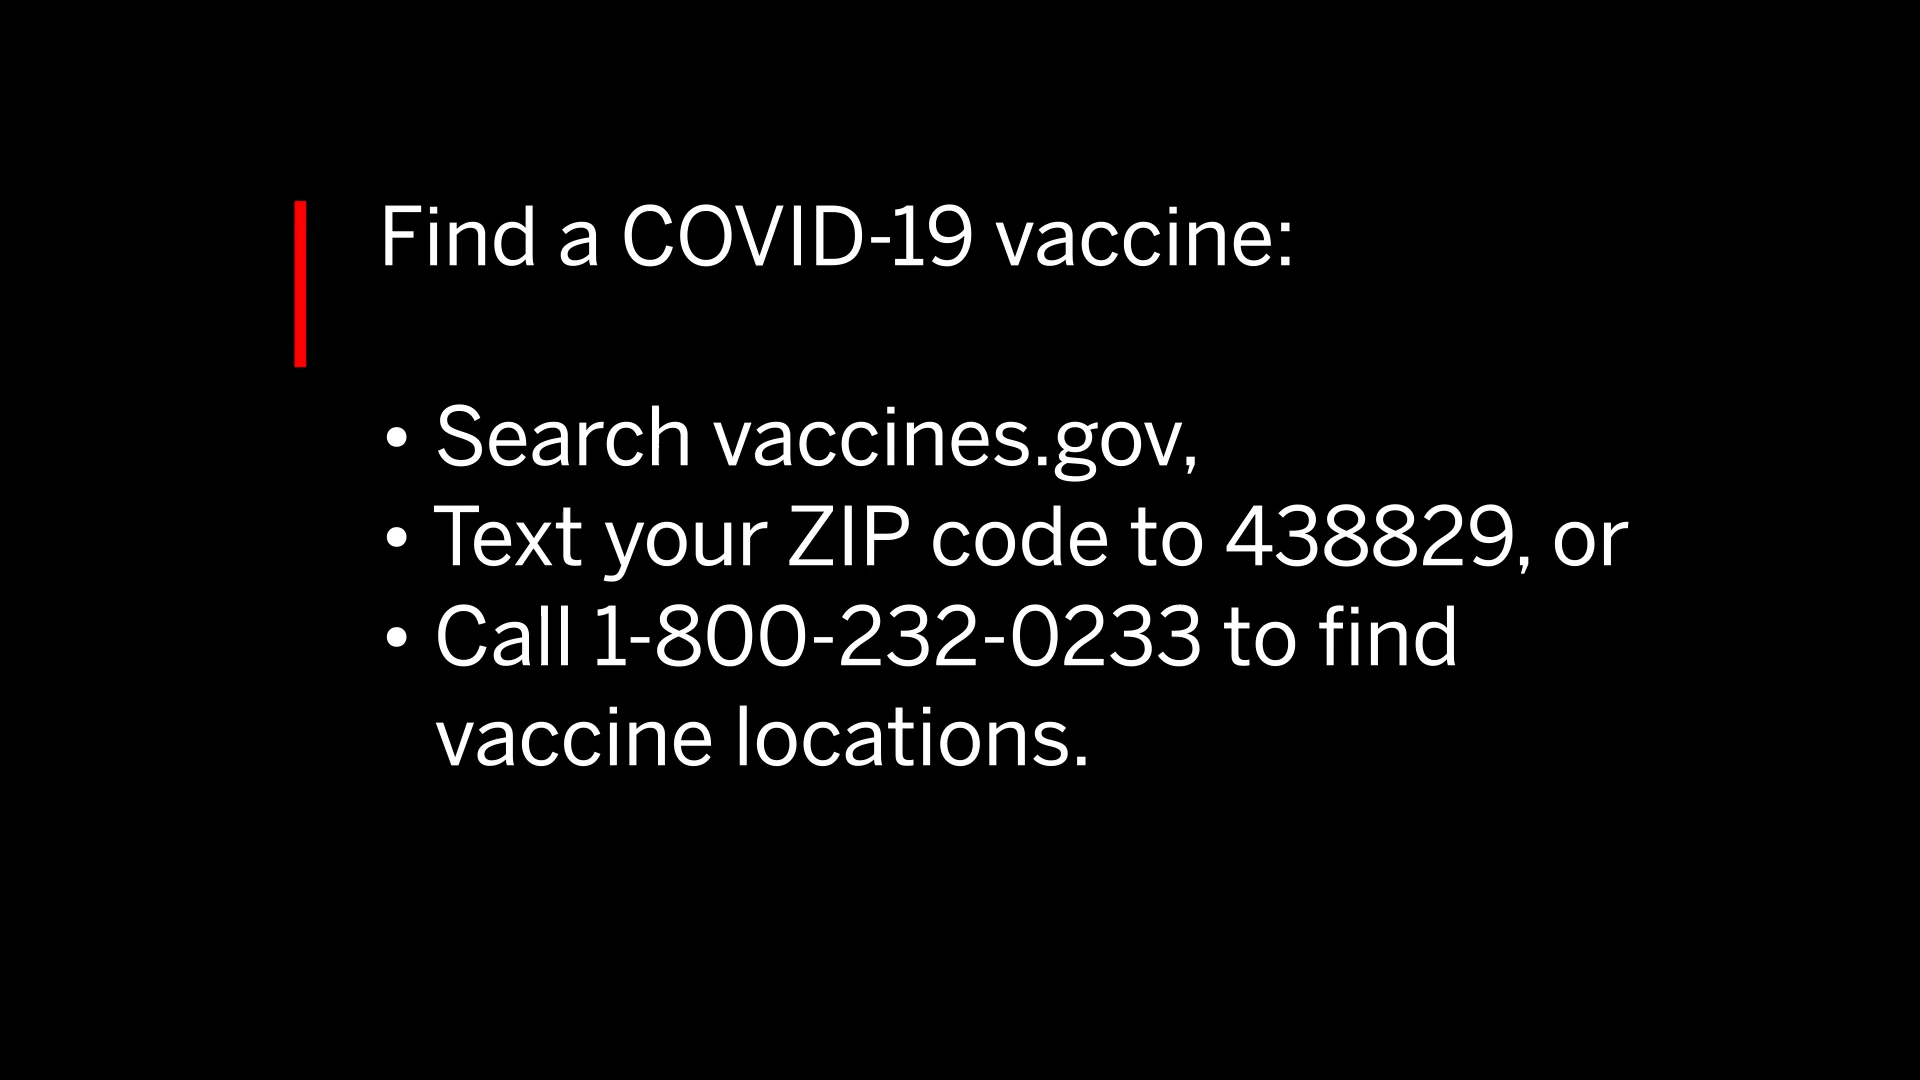 Find a COVID-19 vaccine:
• Search vaccines.gov,
• Text your ZIP code to 438829, or
• Call 1-800-232-0233 to find
vaccine locations.